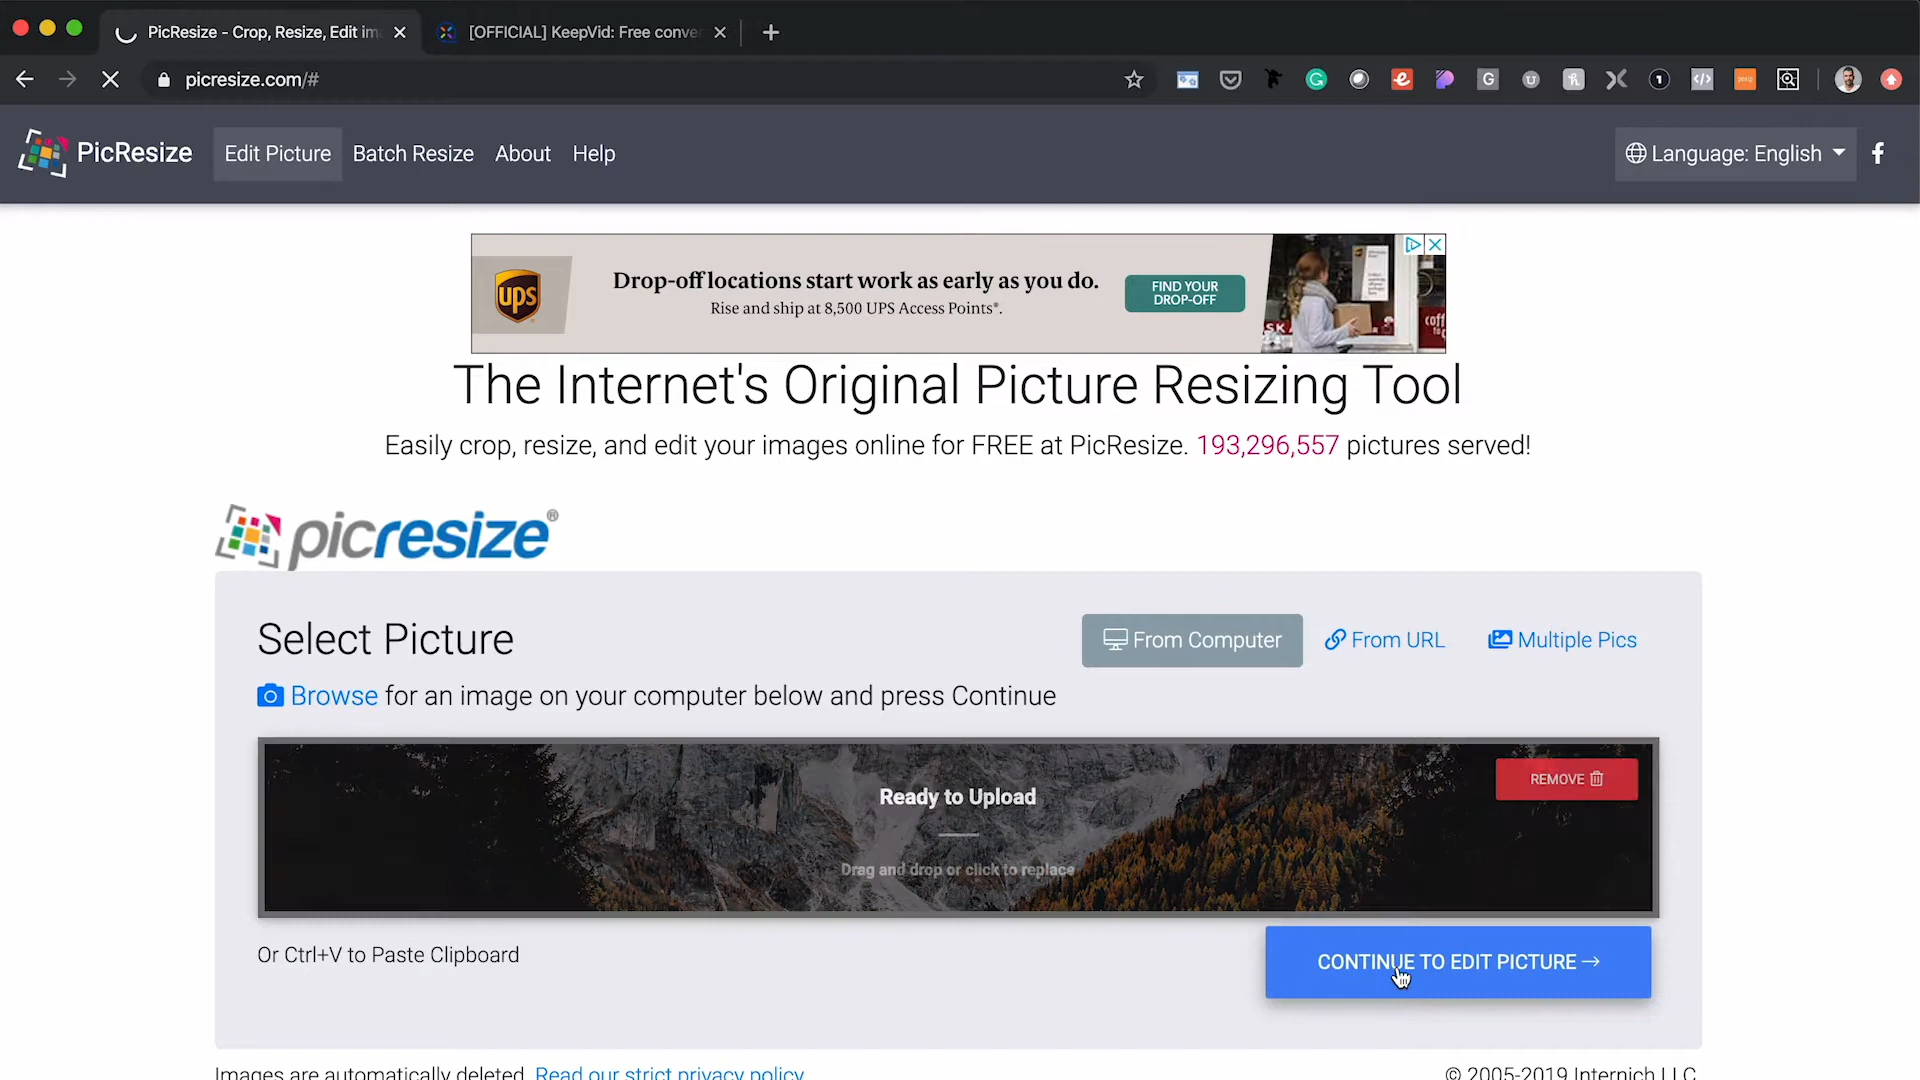 PicResize - Crop, Resize, Edit im
[OFFICIAL] KeepVid: Free conve
picresize.com/#
PicResize
Edit Picture
Batch Resize
About
Help
Language: English
ups
Drop-off locations start work as early as you do.
Rise and ship at 8,500 UPS Access Points®.
FIND YOUR
DROP-OFF
The Internet's Original Picture Resizing Tool
Easily crop, resize, and edit your images online for FREE at PicResize. 193,296,557 pictures served!
picresize®
Select Picture
From Computer
From URL
Multiple Pics
Browse for an image on your computer below and press Continue
REMOVE
Ready to Upload
Drag and drop or click to replace
Or Ctrl+V to Paste Clipboard
CONTINUE TO EDIT PICTURE →
Images are automatically deleted. Read our strict privacy policy
© 2005-2019 Internich LLC